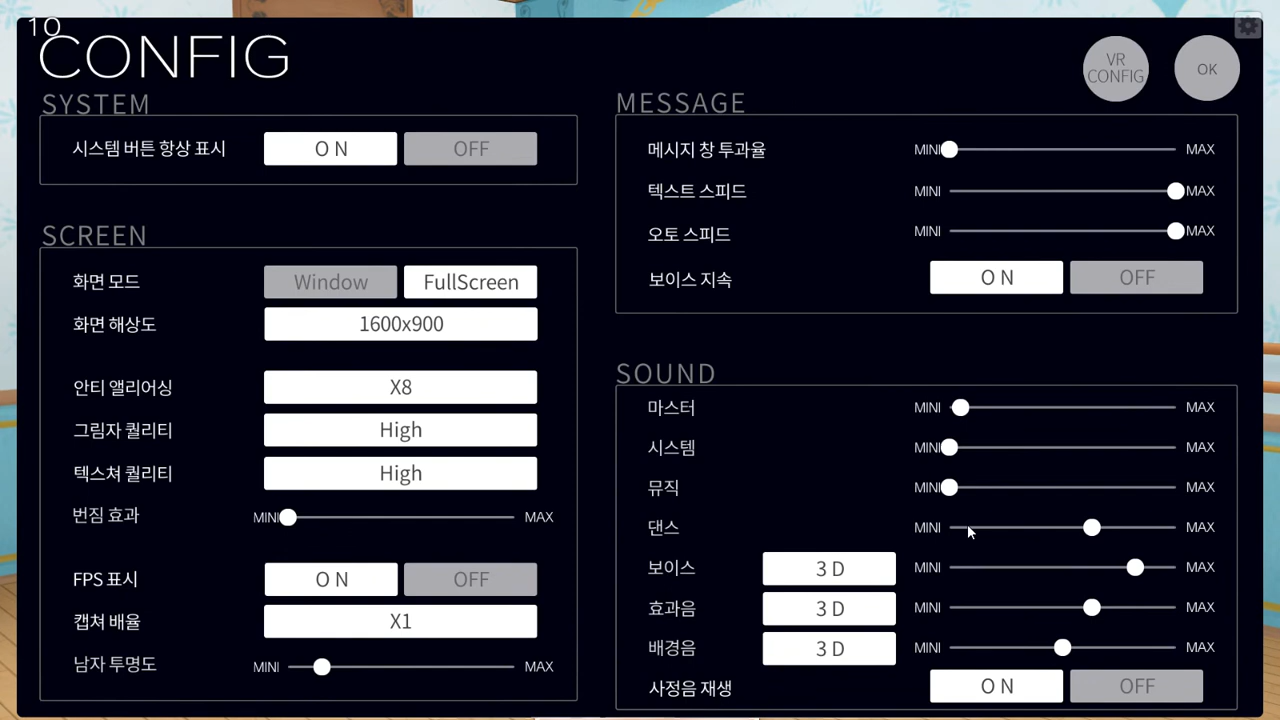 10
CONFIG
VR CONFIG
OK
SYSTEM
시스템 버튼 항상 표시 ON OFF
SCREEN
화면 모드 Window FullScreen
화면 해상도 1600x900
안티 앨리어싱 X8
그림자 퀄리티 High
텍스쳐 퀄리티 High
번짐 효과 MINI MAX
FPS 표시 ON OFF
캡쳐 배율 X1
남자 투명도 MINI MAX
MESSAGE
메시지 창 투과율 MINI MAX
텍스트 스피드 MINI MAX
오토 스피드 MINI MAX
보이스 지속 ON OFF
SOUND
마스터 MINI MAX
시스템 MINI MAX
뮤직 MINI MAX
댄스 MINI MAX
보이스 3D MINI MAX
효과음 3D MINI MAX
배경음 3D MINI MAX
사정음 재생 ON OFF